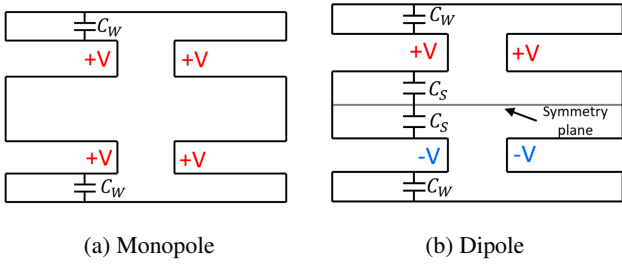 C_W
+V +V
+V +V
C_W
(a) Monopole
C_W
+V +V
C_S
C_S
Symmetry
plane
-V -V
C_W
(b) Dipole